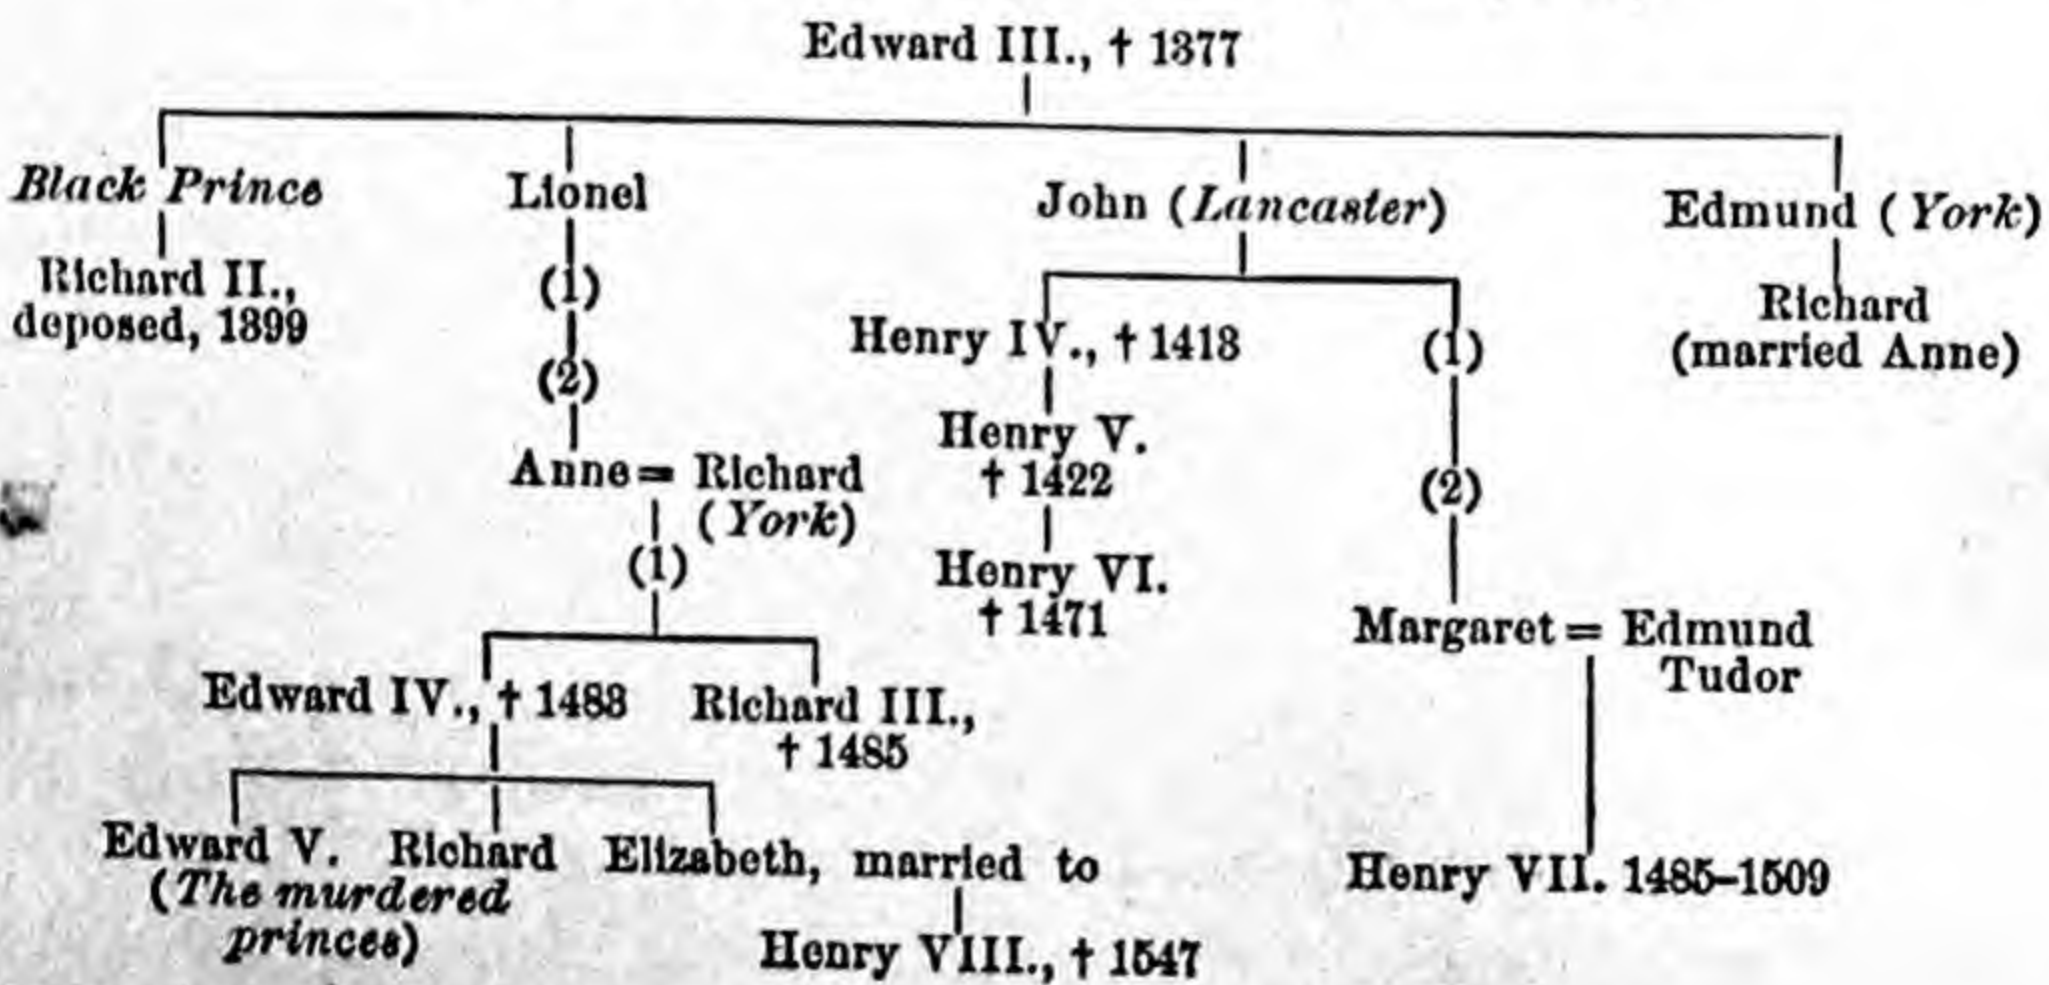 Edward III., † 1377
Black Prince
Lionel
John (Lancaster)
Edmund (York)
Richard II.,
deposed, 1399
(1)
(2)
Henry IV., † 1413
(1)
Richard
(married Anne)
Henry V.
† 1422
Anne = Richard
(York)
(2)
(1)
Henry VI.
† 1471
Margaret = Edmund
Tudor
Edward IV., † 1483
Richard III.,
† 1485
Edward V. Richard Elizabeth, married to
Henry VII. 1485–1509
(The murdered
princes)
Henry VIII., † 1547